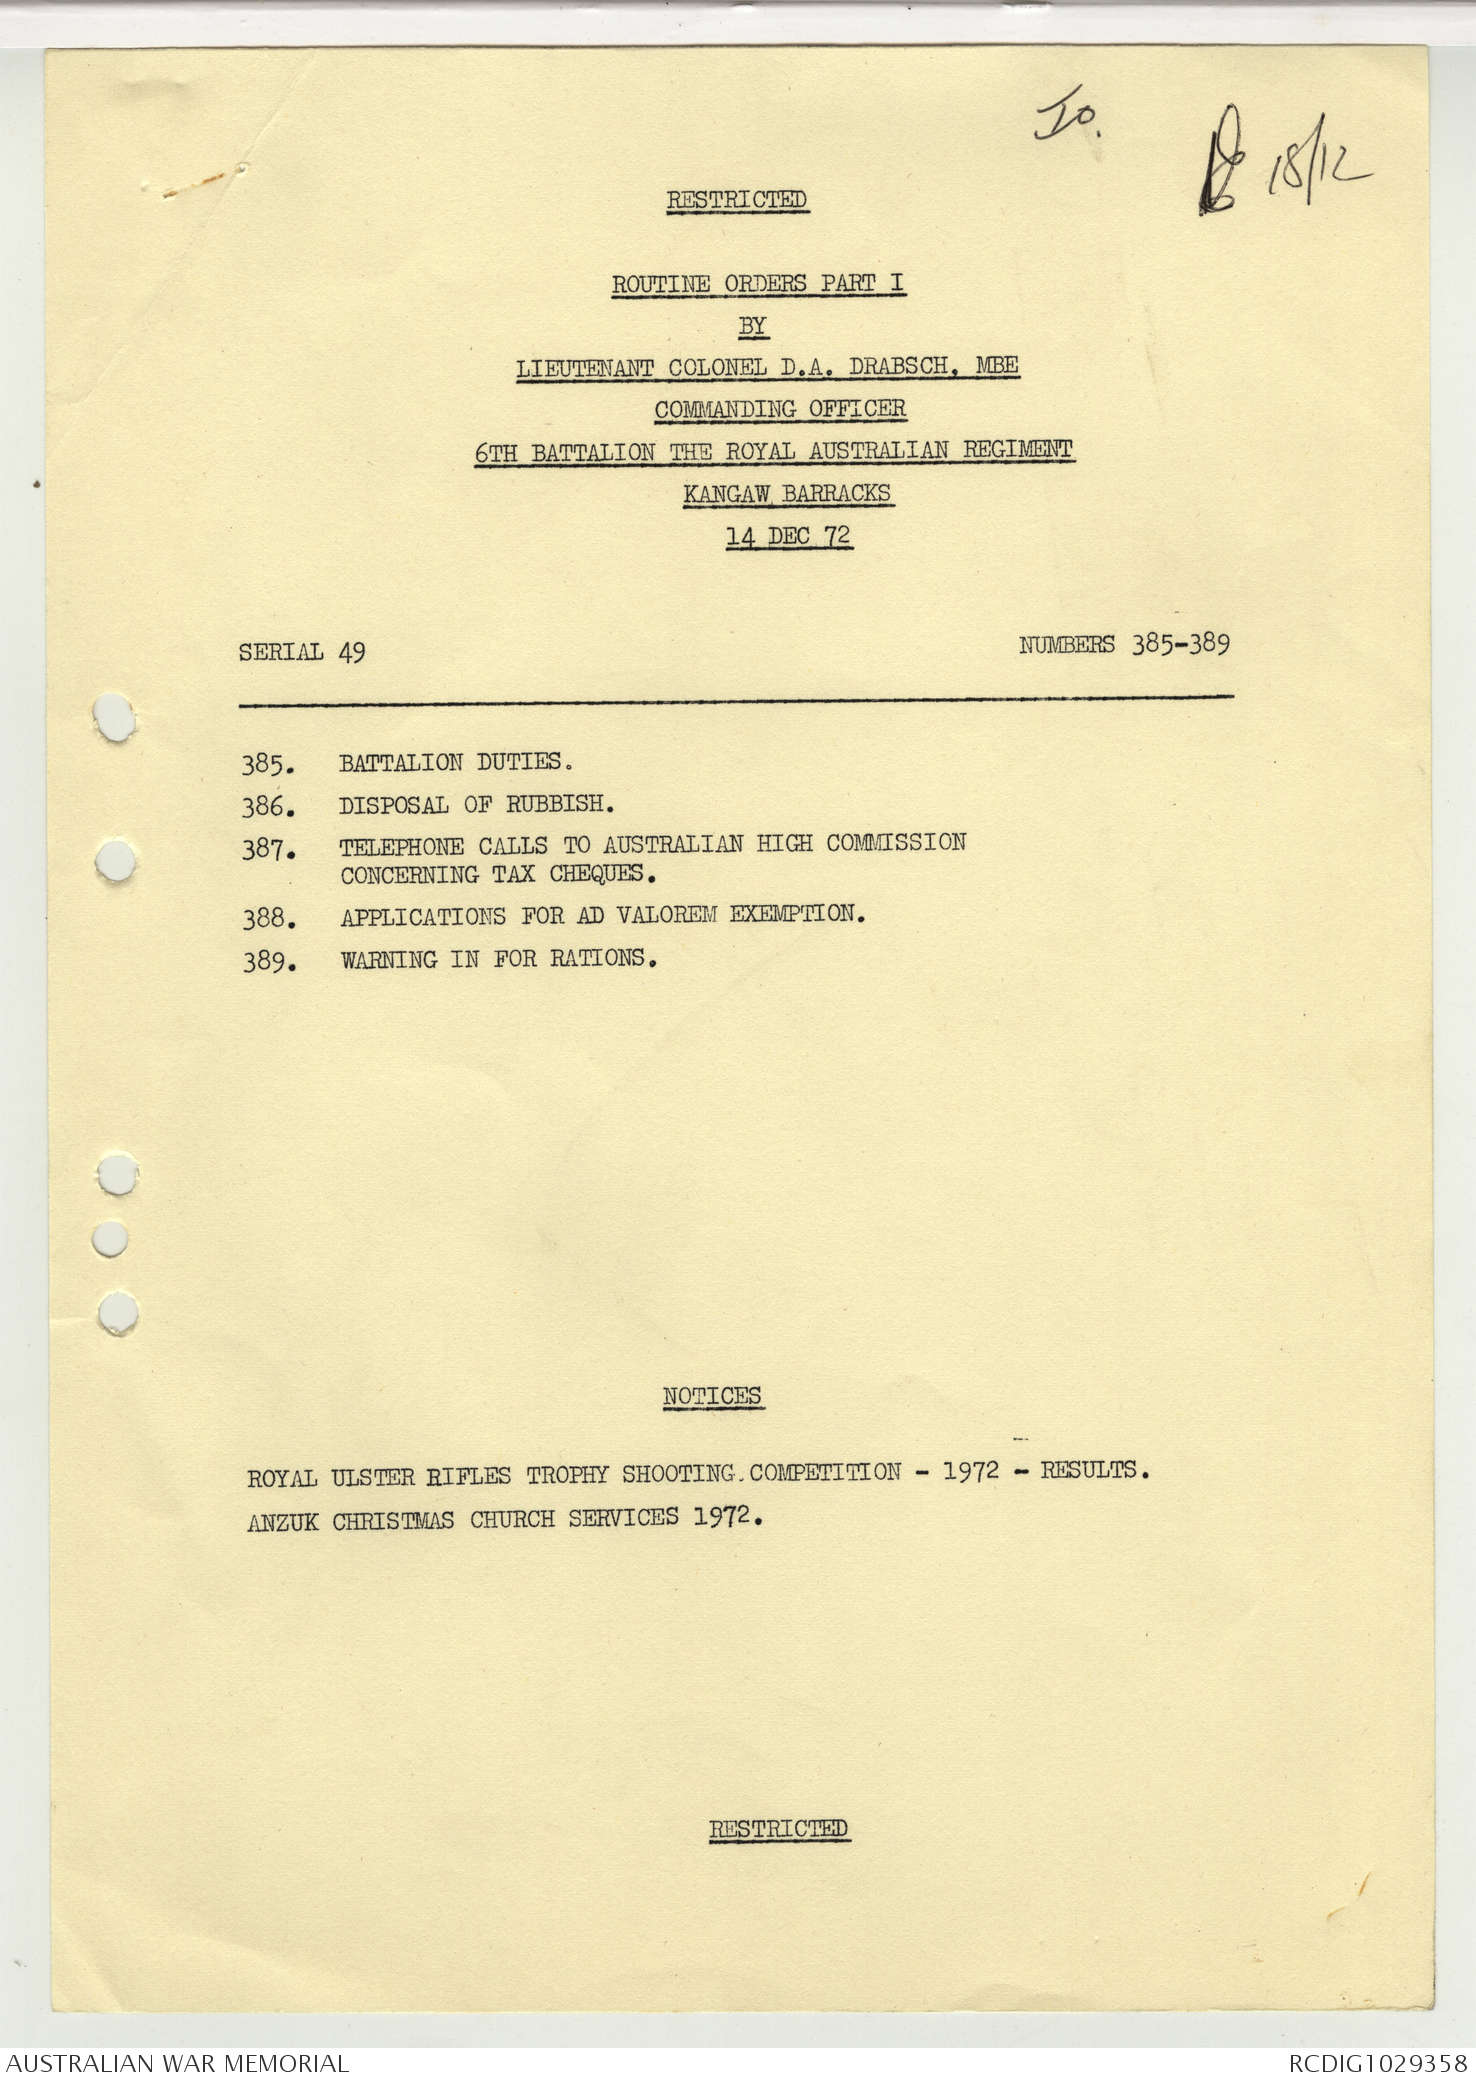 Io.
18/12
RESTRICTED
ROUTINE ORDERS PART I
BY
LIEUTENANT COLONEL D.A. DRABSCH, MBE
COMMANDING OFFICER
6TH BATTALION THE ROYAL AUSTRALIAN REGIMENT
KANGAW BARRACKS
14 DEC 72
SERIAL 49 NUMBERS 385-389
385. BATTALION DUTIES.
386. DISPOSAL OF RUBBISH.
387. TELEPHONE CALLS TO AUSTRALIAN HIGH COMMISSION
CONCERNING TAX CHEQUES.
388. APPLICATIONS FOR AD VALOREM EXEMPTION.
389. WARNING IN FOR RATIONS.
NOTICES
ROYAL ULSTER RIFLES TROPHY SHOOTING.COMPETITION - 1972 - RESULTS.
ANZUK CHRISTMAS CHURCH SERVICES 1972.
RESTRICTED
AUSTRALIAN WAR MEMORIAL RCDIG1029358